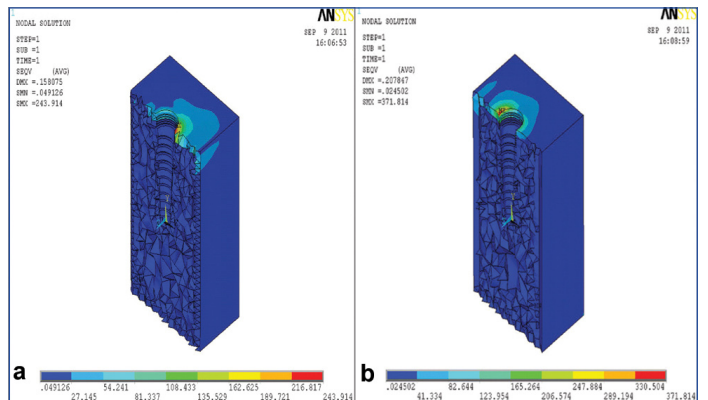 1
NODAL SOLUTION
STEP=1
SUB =1
TIME=1
SEQV (AVG)
DMX =.158075
SMN =.049126
SMX =243.914
ANSYS
SEP 9 2011
16:06:53
a
.049126 54.241 108.433 162.625 216.817
27.145 81.337 135.529 189.721 243.914
1
NODAL SOLUTION
STEP=1
SUB =1
TIME=1
SEQV (AVG)
DMX =.207847
SMN =.024502
SMX =371.814
ANSYS
SEP 9 2011
16:08:59
b
.024502 82.644 165.264 247.884 330.504
41.334 123.954 206.574 289.194 371.814